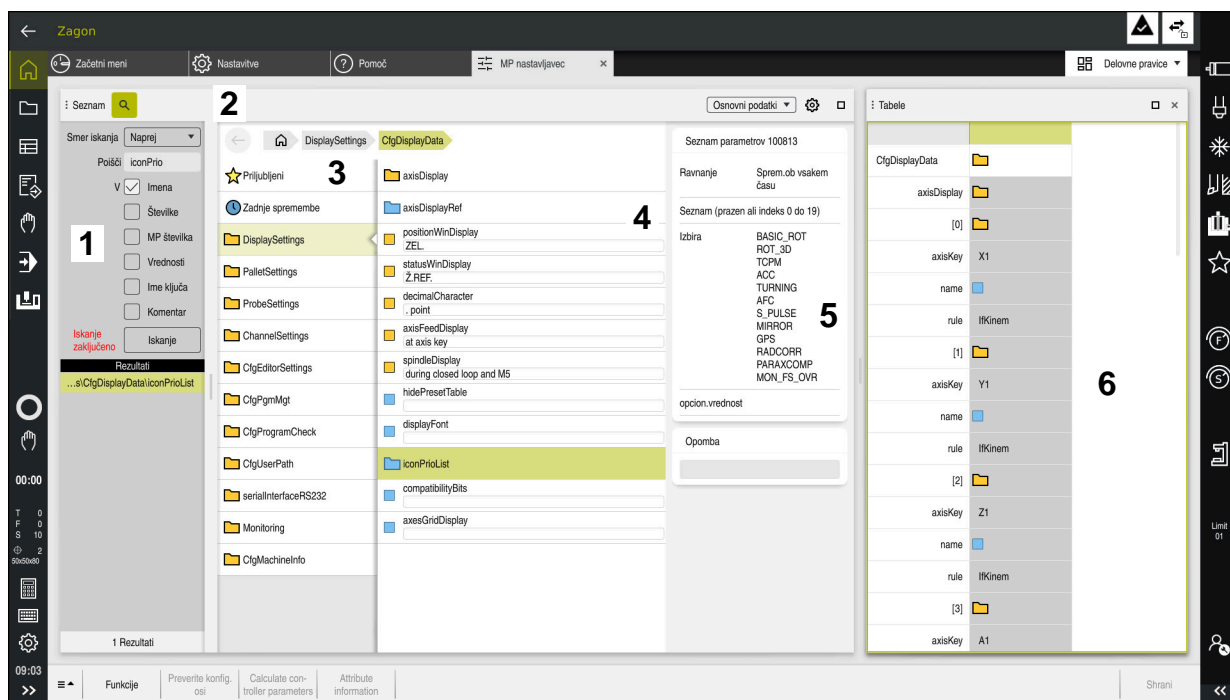 Zagon
Začetni meni
Nastavitve
Pomoč
MP nastavljavec
Delovne pravice
Seznam
2
Osnovni podatki
Tabele
Smer iskanja
Naprej
Poišči
iconPrio
V
Imena
Številke
1
MP številka
Vrednosti
Ime ključa
Komentar
Iskanje
zaključeno
Iskanje
Rezultati
...s\CfgDisplayData\iconPrioList
1 Rezultati
DisplaySettings
CfgDisplayData
3
Priljubljeni
Zadnje spremembe
DisplaySettings
PalletSettings
ProbeSettings
ChannelSettings
CfgEditorSettings
CfgPgmMgt
CfgProgramCheck
CfgUserPath
serialInterfaceRS232
Monitoring
CfgMachineInfo
axisDisplay
axisDisplayRef
4
positionWinDisplay
ŽEL.
statusWinDisplay
Ž.REF.
decimalCharacter
. point
axisFeedDisplay
at axis key
spindleDisplay
during closed loop and M5
hidePresetTable
displayFont
iconPrioList
compatibilityBits
axesGridDisplay
Seznam parametrov 100813
Ravnanje
Sprem.ob vsakem
času
Seznam (prazen ali indeks 0 do 19)
Izbira
BASIC_ROT
ROT_3D
TCPM
ACC
TURNING
AFC
S_PULSE
5
MIRROR
GPS
RADCORR
PARAXCOMP
MON_FS_OVR
opcion.vrednost
Opomba
CfgDisplayData
axisDisplay
[0]
axisKey
X1
name
rule
IfKinem
[1]
axisKey
Y1
6
name
rule
IfKinem
[2]
axisKey
Z1
name
rule
IfKinem
[3]
axisKey
A1
00:00
T 0
F 0
S 10
2
50x50x80
09:03
F
S
Limit
01
Funkcije
Preverite konfig.
osi
Calculate con-
troller parameters
Attribute
information
Shrani